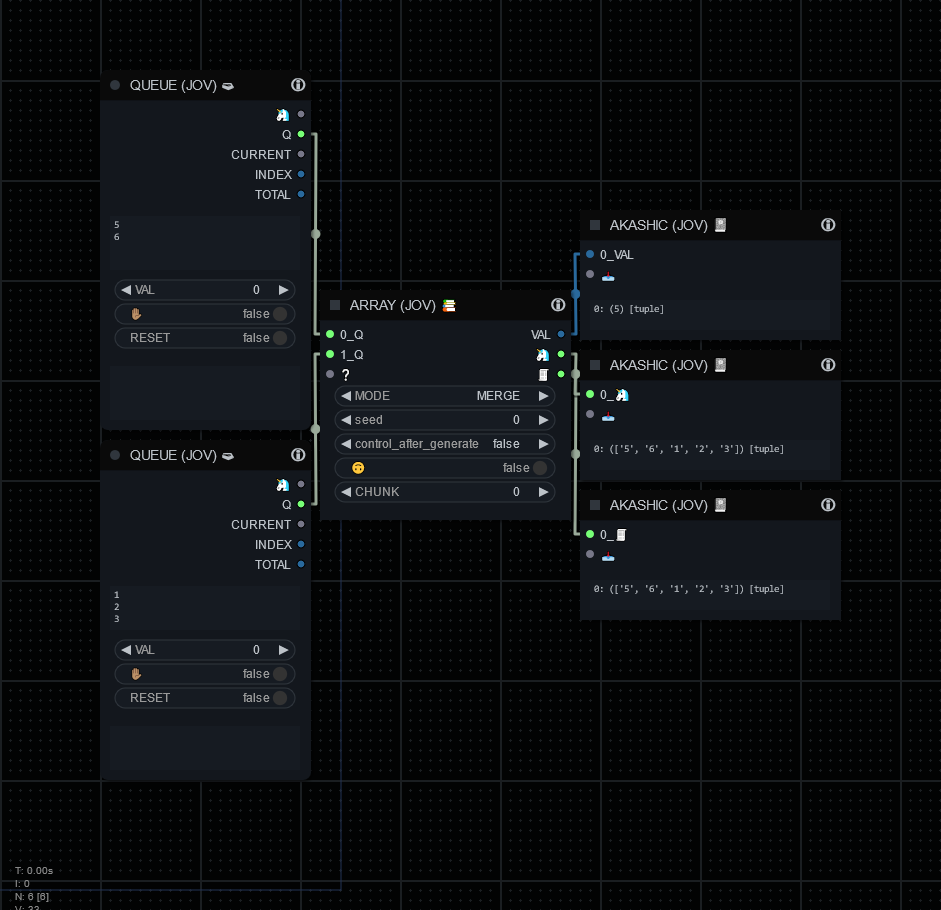 QUEUE (JOV)
Q
CURRENT
INDEX
TOTAL
5
6
VAL 0
false
RESET false
QUEUE (JOV)
Q
CURRENT
INDEX
TOTAL
1
2
3
VAL 0
false
RESET false
ARRAY (JOV)
0_Q VAL
1_Q
?
MODE MERGE
seed 0
control_after_generate false
false
CHUNK 0
AKASHIC (JOV)
0_VAL
0: (5) [tuple]
AKASHIC (JOV)
0_
0: (['5', '6', '1', '2', '3']) [tuple]
AKASHIC (JOV)
0_
0: (['5', '6', '1', '2', '3']) [tuple]
T: 0.00s
I: 0
N: 6 [6]